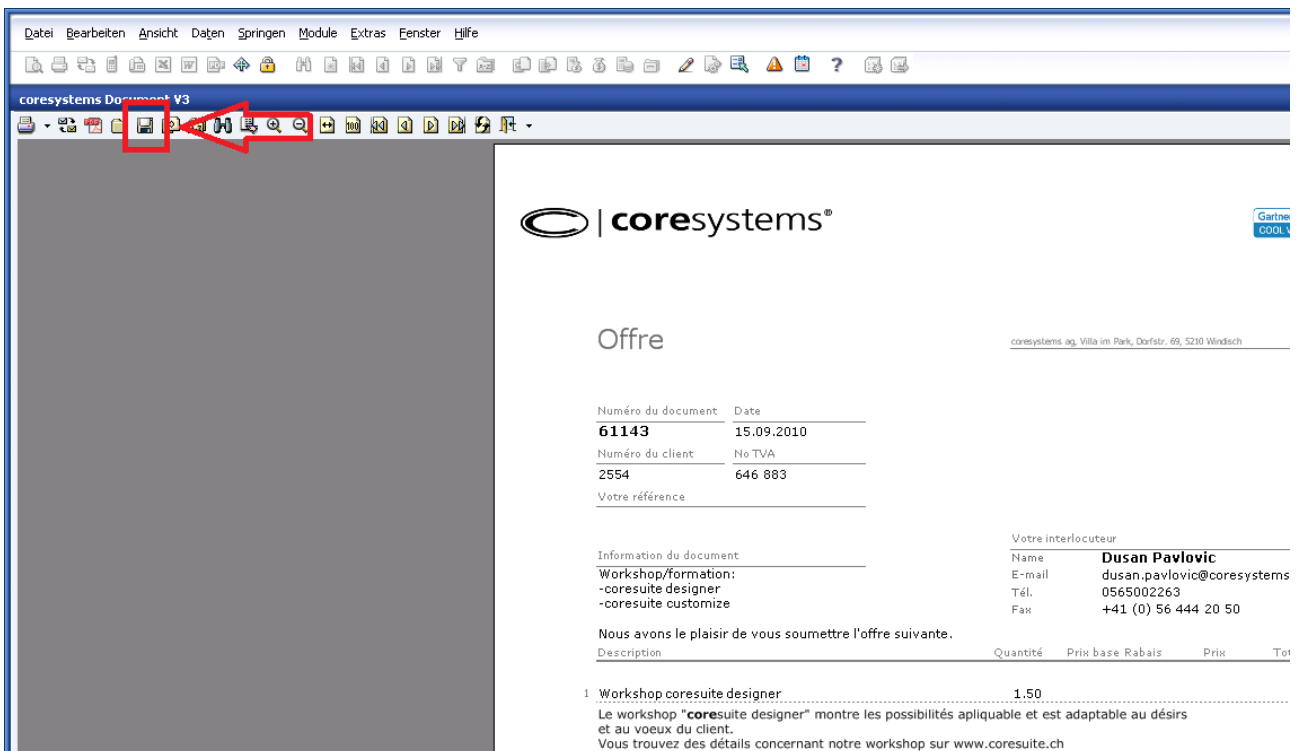 Datei Bearbeiten Ansicht Daten Springen Module Extras Fenster Hilfe
coresystems Document V3
coresystems®
Gartner
COOL
Offre
coresystems ag, Villa im Park, Dorfstr. 69, 5210 Windisch
Numéro du document Date
61143 15.09.2010
Numéro du client No TVA
2554 646 883
Votre référence
Votre interlocuteur
Information du document
Name Dusan Pavlovic
Workshop/formation:
E-mail dusan.pavlovic@coresystems
-coresuite designer
Tél. 0565002263
-coresuite customize
Fax +41 (0) 56 444 20 50
Nous avons le plaisir de vous soumettre l'offre suivante.
Description Quantité Prix base Rabais Prix Tot
1 Workshop coresuite designer 1.50
Le workshop "coresuite designer" montre les possibilités apliquable et est adaptable au désirs
et au voeux du client.
Vous trouvez des détails concernant notre workshop sur www.coresuite.ch